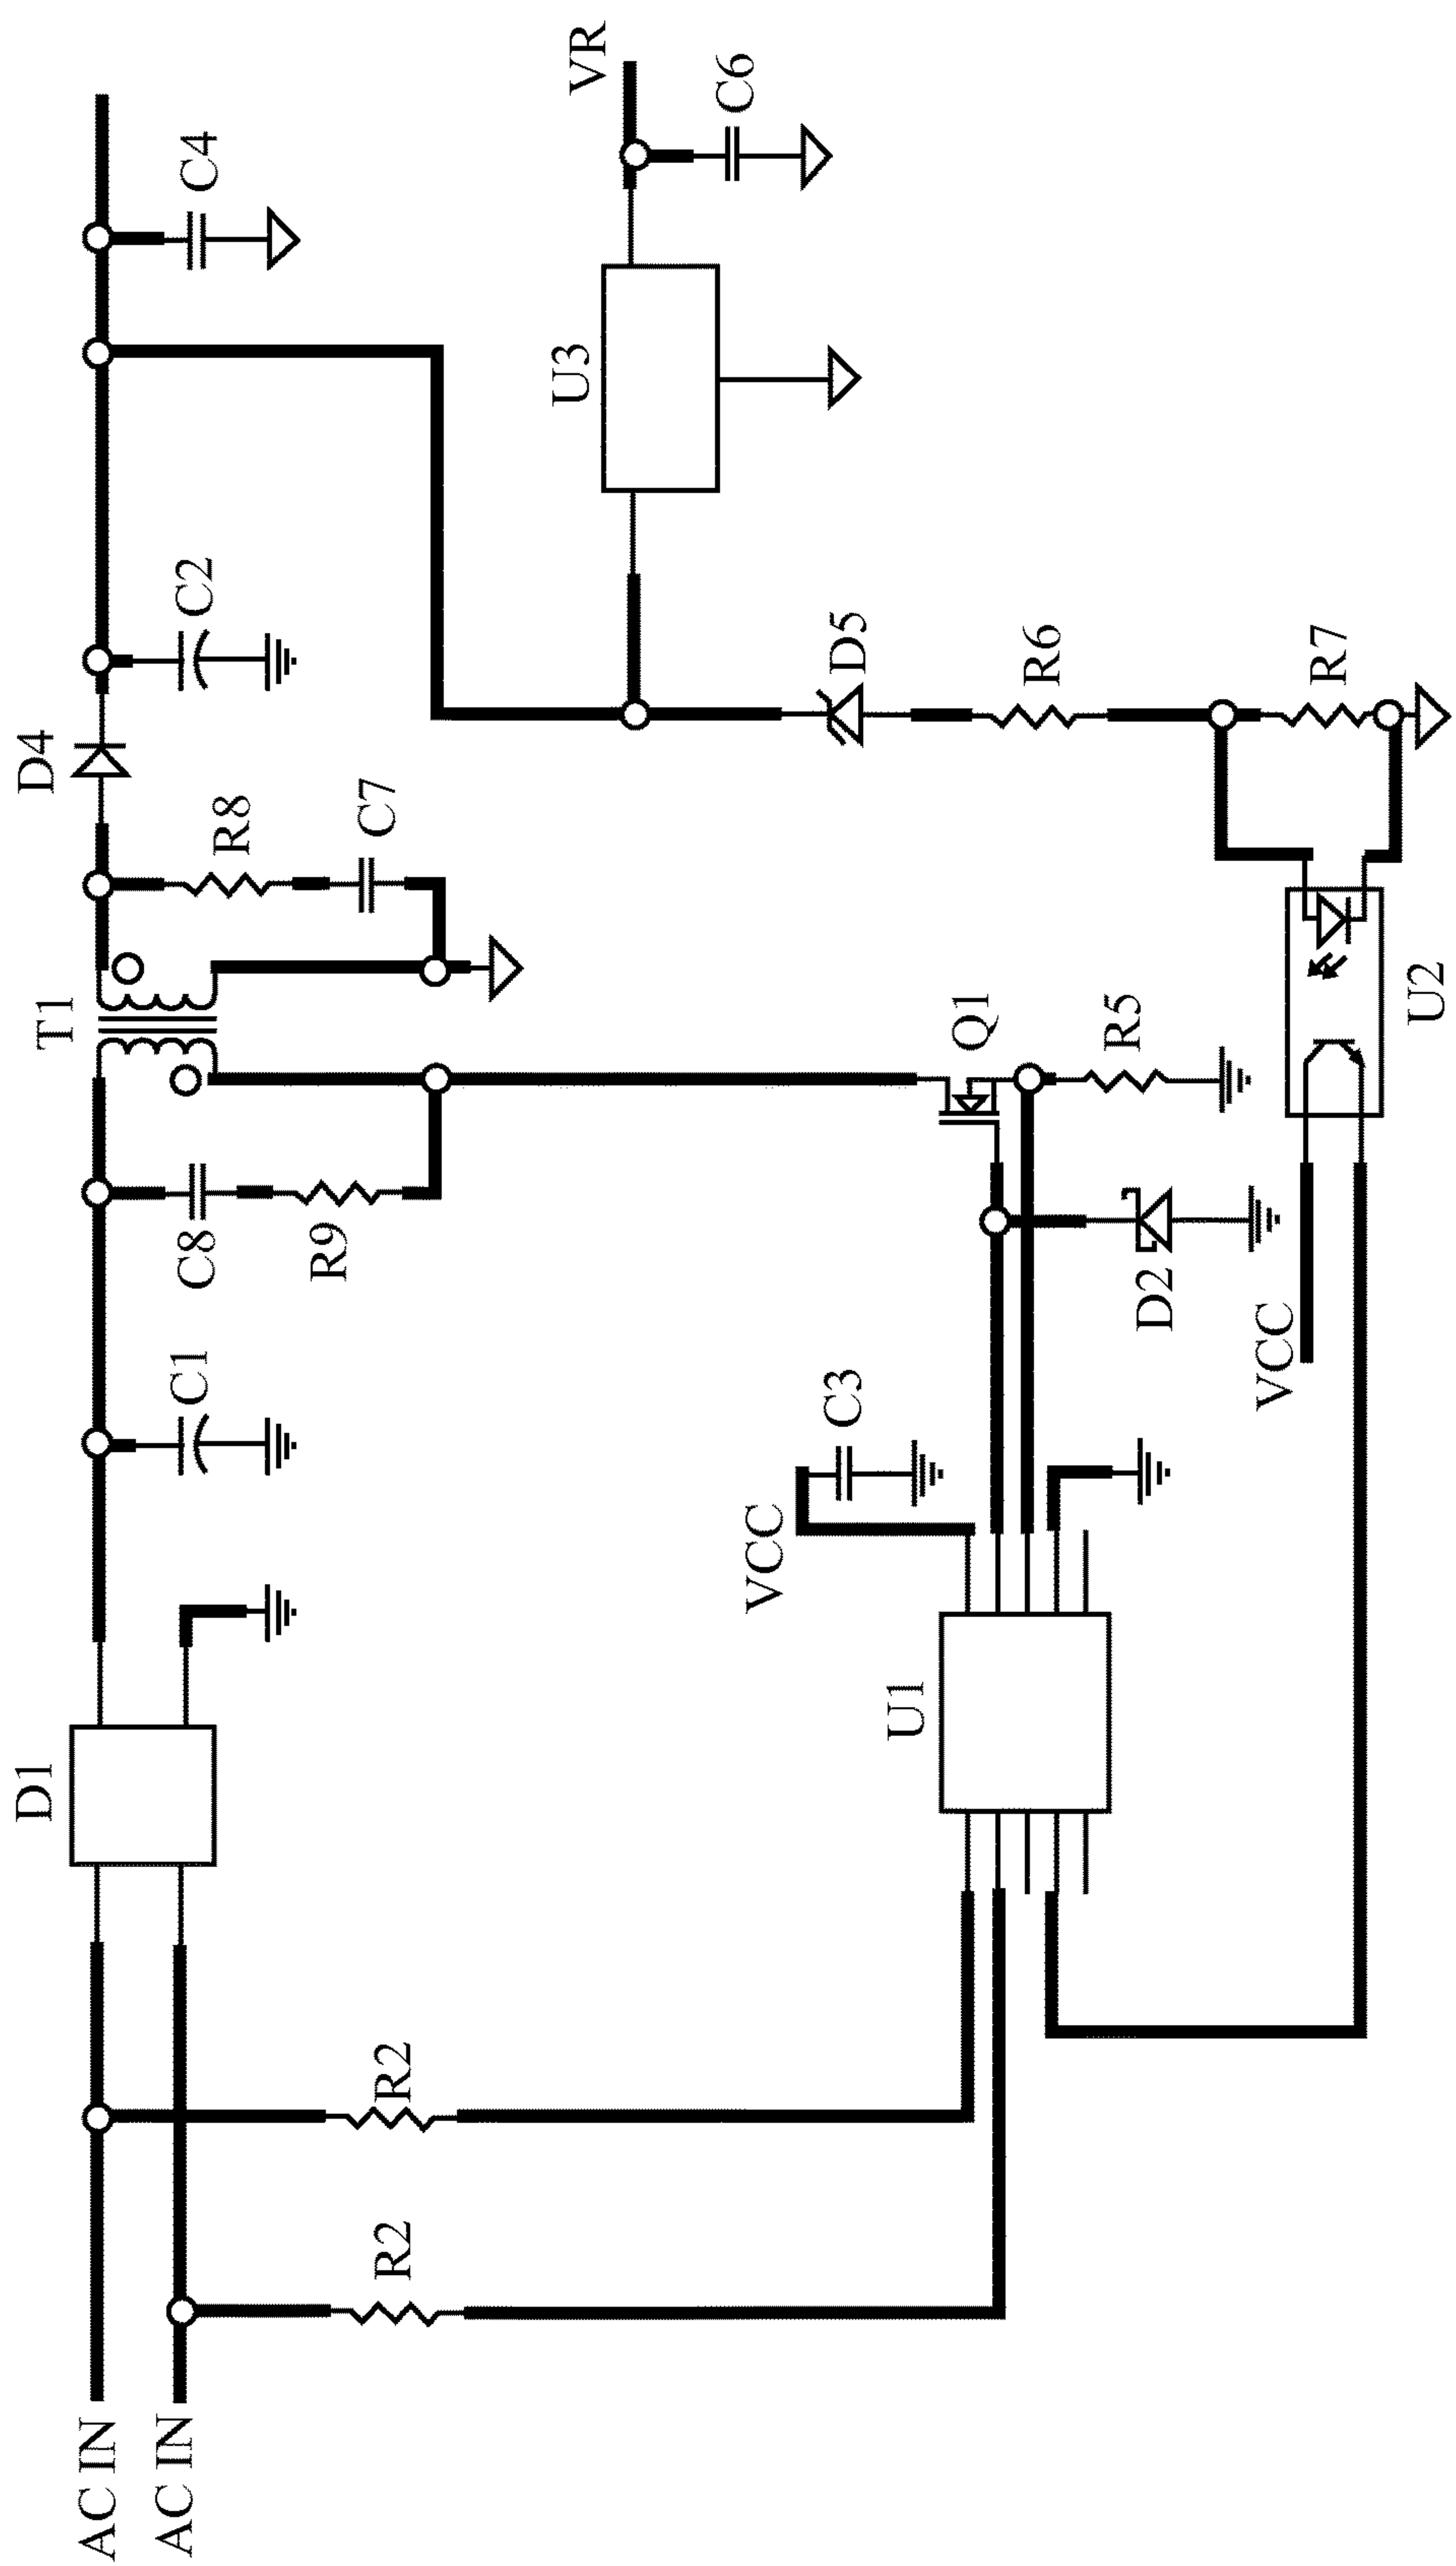 AC IN
AC IN
R2
R2
D1
C1
C8
R9
T1
R8
C7
D4
C2
C4
VR
C6
U3
D5
R6
R7
U2
VCC
Q1
R5
D2
VCC
C3
U1